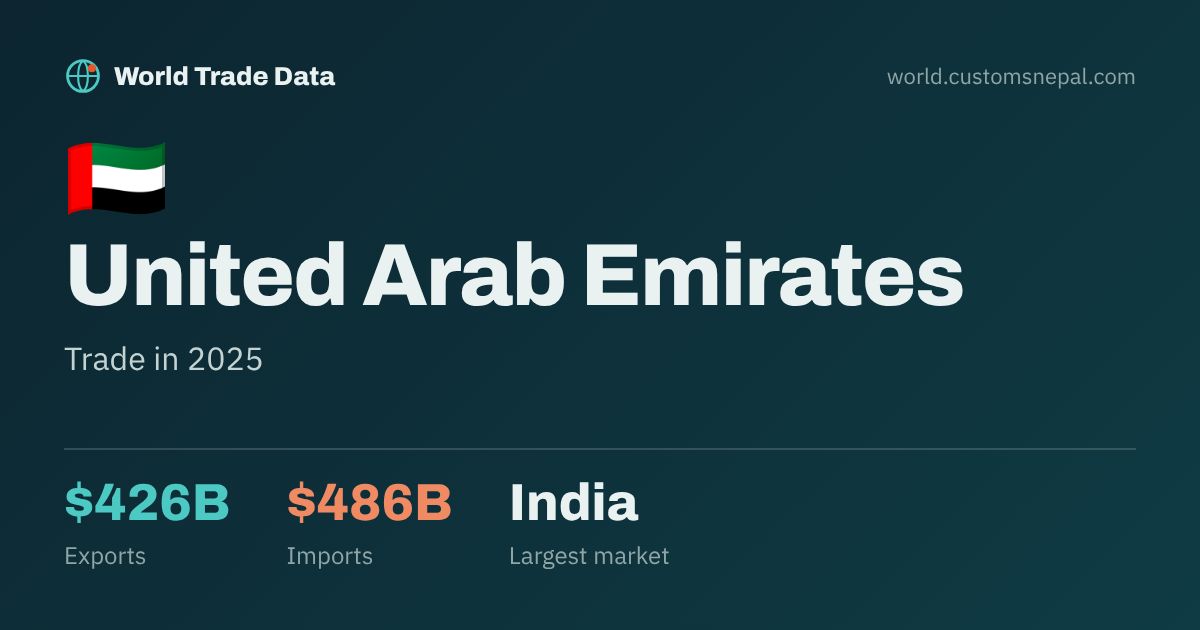 World Trade Data
world.customsnepal.com
United Arab Emirates
Trade in 2025
$426B $486B India
Exports Imports Largest market